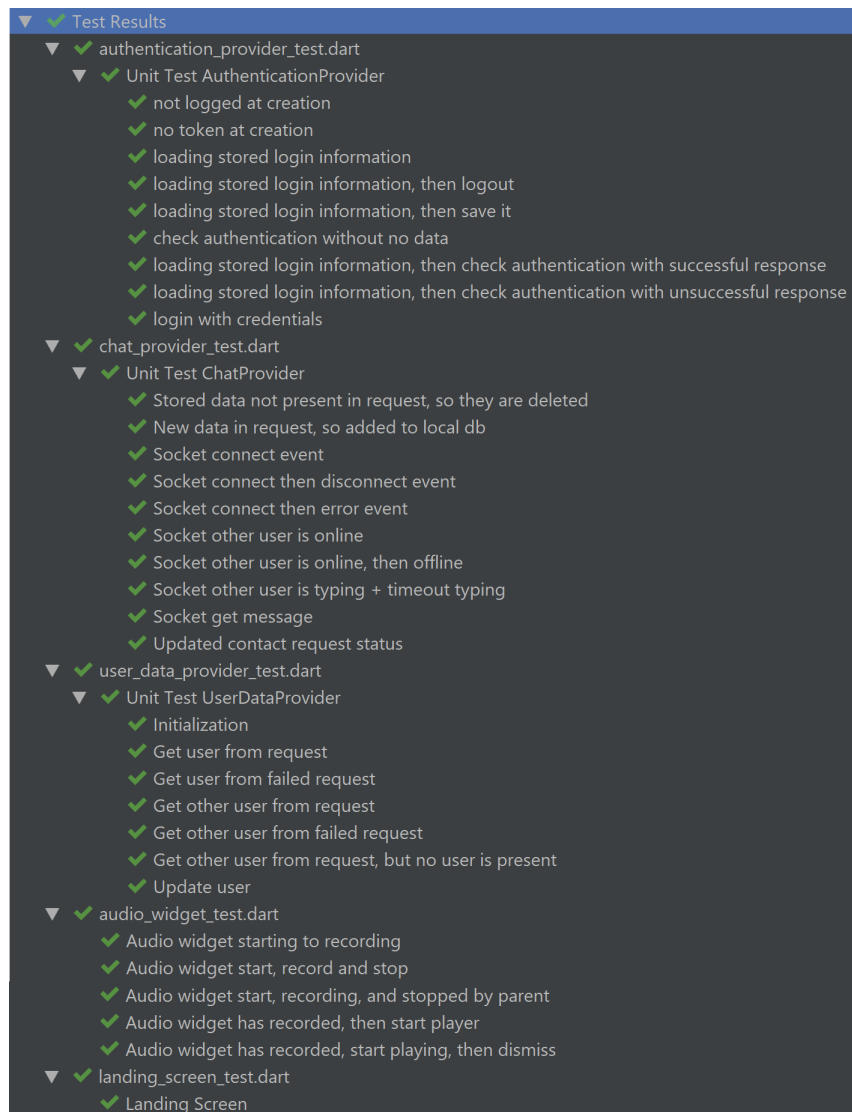 Test Results
authentication_provider_test.dart
Unit Test AuthenticationProvider
not logged at creation
no token at creation
loading stored login information
loading stored login information, then logout
loading stored login information, then save it
check authentication without no data
loading stored login information, then check authentication with successful response
loading stored login information, then check authentication with unsuccessful response
login with credentials
chat_provider_test.dart
Unit Test ChatProvider
Stored data not present in request, so they are deleted
New data in request, so added to local db
Socket connect event
Socket connect then disconnect event
Socket connect then error event
Socket other user is online
Socket other user is online, then offline
Socket other user is typing + timeout typing
Socket get message
Updated contact request status
user_data_provider_test.dart
Unit Test UserDataProvider
Initialization
Get user from request
Get user from failed request
Get other user from request
Get other user from failed request
Get other user from request, but no user is present
Update user
audio_widget_test.dart
Audio widget starting to recording
Audio widget start, record and stop
Audio widget start, recording, and stopped by parent
Audio widget has recorded, then start player
Audio widget has recorded, start playing, then dismiss
landing_screen_test.dart
Landing Screen